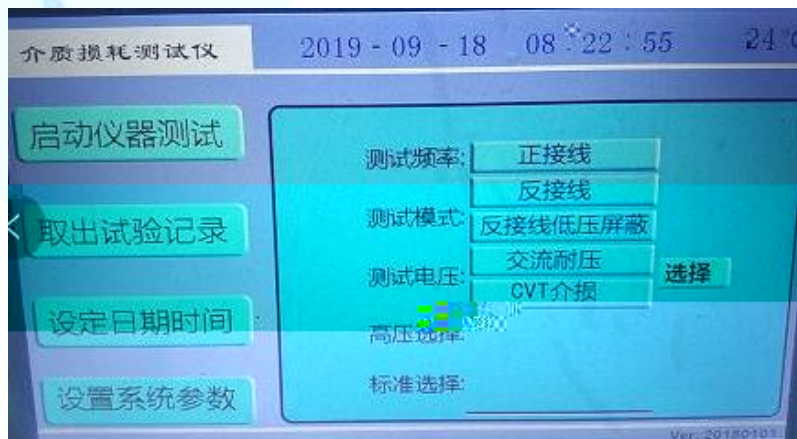 介质损耗测试仪 2019 - 09 - 18 08 : 22 : 55 24℃
启动仪器测试
取出试验记录
设定日期时间
设置系统参数
测试频率: 正接线
反接线
测试模式: 反接线低压屏蔽
交流耐压
测试电压: CVT介损 选择
高压选择:
标准选择:
Ver: 20180101